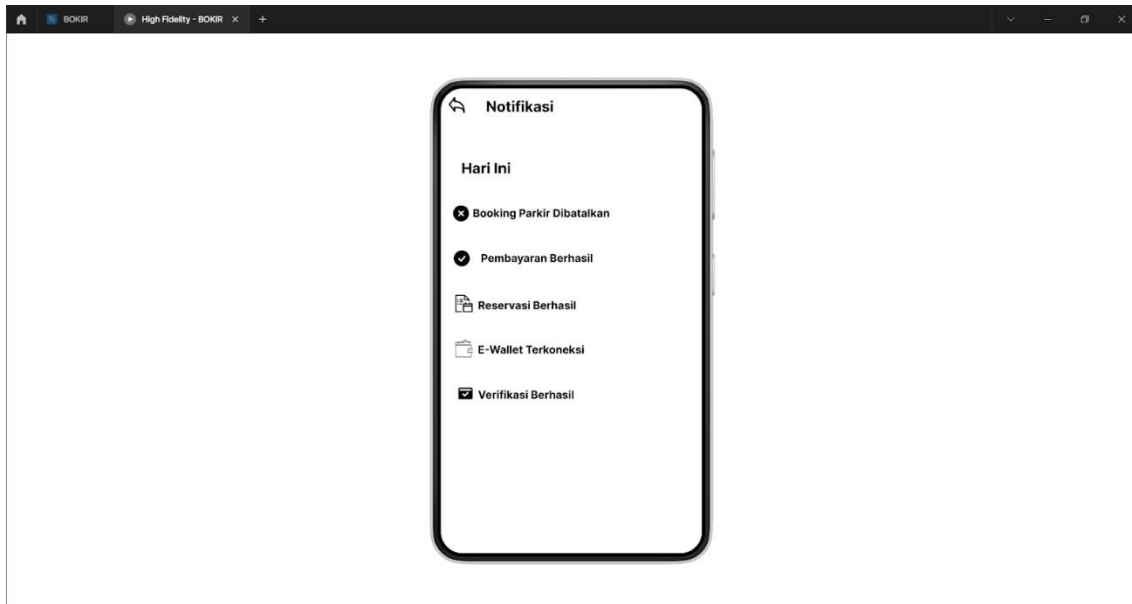 BOKIR
High Fidelity - BOKIR
Notifikasi
Hari Ini
Booking Parkir Dibatalkan
Pembayaran Berhasil
Reservasi Berhasil
E-Wallet Terkoneksi
Verifikasi Berhasil